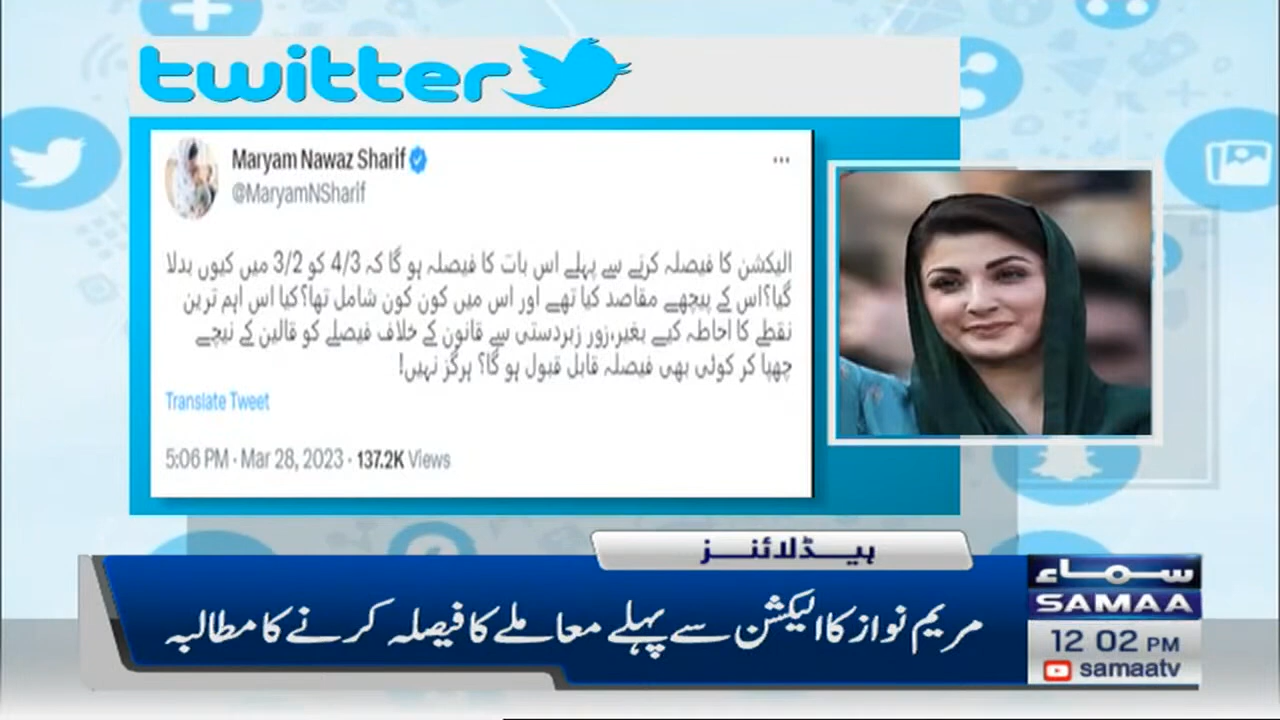 twitter
Maryam Nawaz Sharif
@MaryamNSharif
الیکشن کا فیصلہ کرنے سے پہلے اس بات کا فیصلہ ہو گا کہ 4/3 کو 3/2 میں کیوں بدلا
گیا؟اس کے پیچھے مقاصد کیا تھے اور اس میں کون کون شامل تھا؟کیا اس اہم ترین
نقطے کا احاطہ کیے بغیر،زور زبردستی سے قانون کے خلاف فیصلے کو قالین کے نیچے
چھپا کر کوئی بھی فیصلہ قابل قبول ہو گا؟ ہرگز نہیں!
Translate Tweet
5:06 PM · Mar 28, 2023 · 137.2K Views
ہیڈلائنز
مریم نواز کا الیکشن سے پہلے معاملے کا فیصلہ کرنے کا مطالبہ
سماء
SAMAA
12 02 PM
samaatv